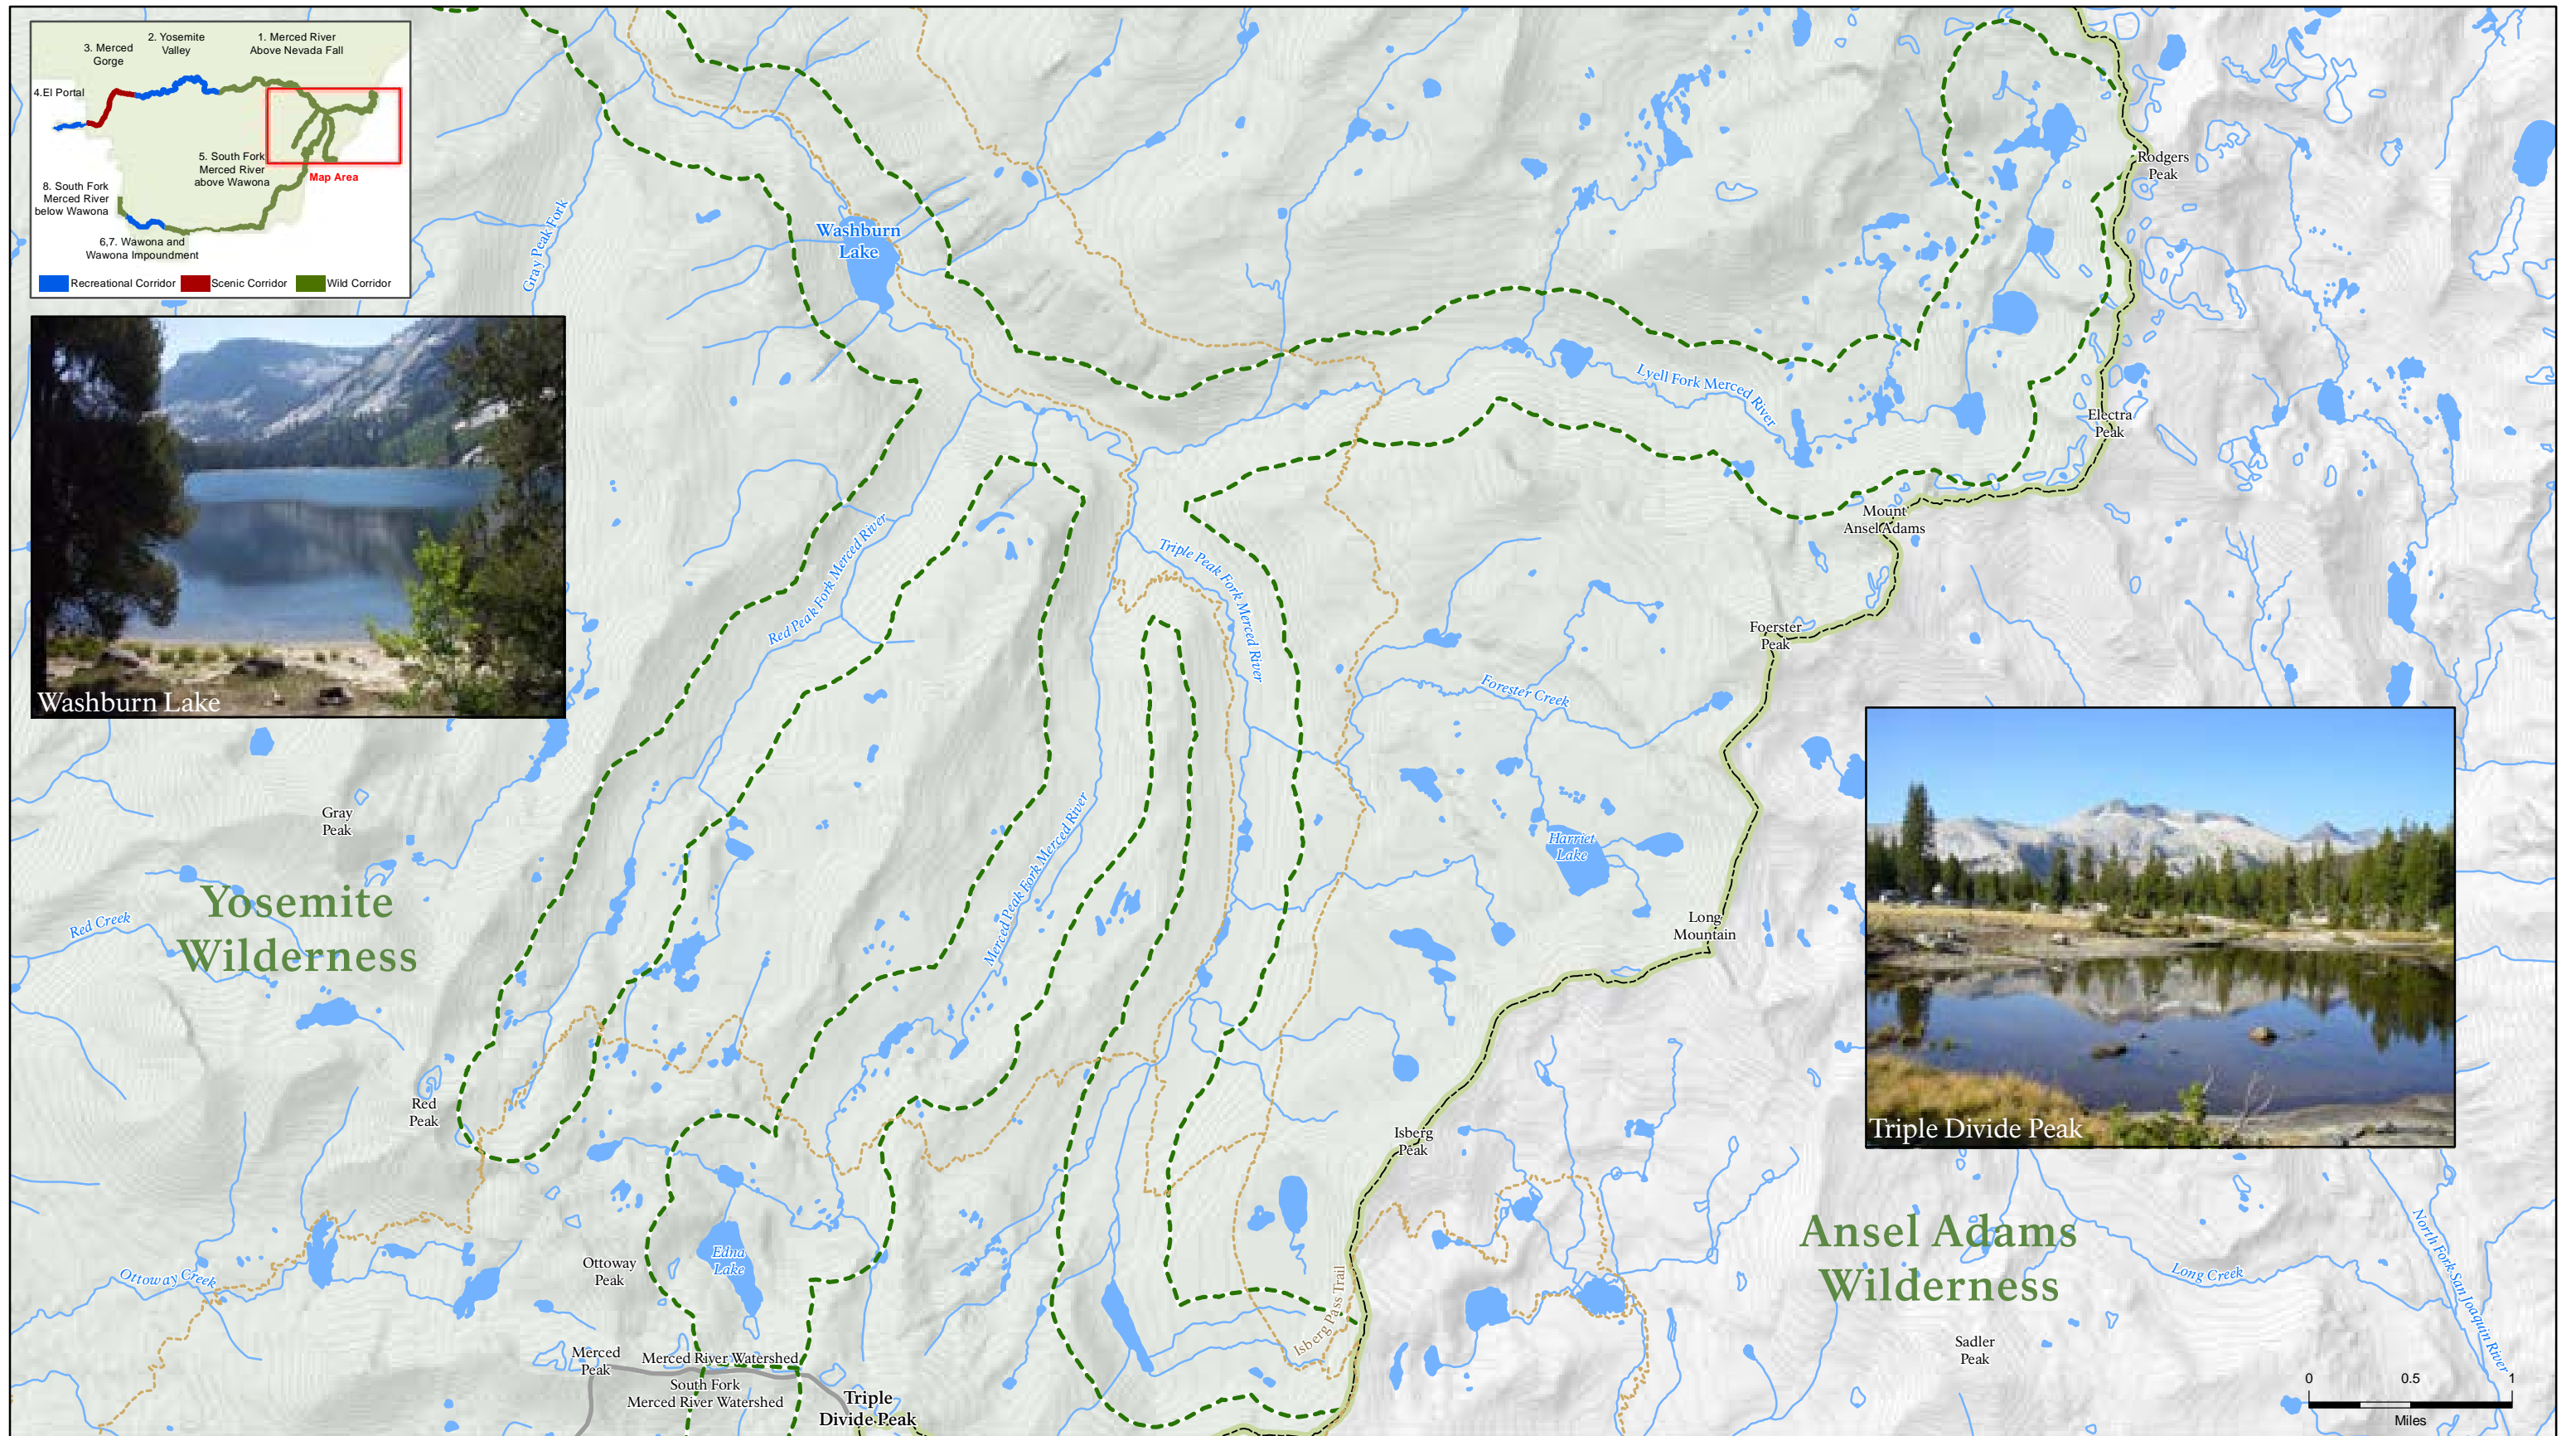 3. Merced
Gorge
2. Yosemite
Valley
1. Merced River
Above Nevada Fall
4.El Portal
5. South Fork
Merced River
above Wawona
Map Area
8. South Fork
Merced River
below Wawona
6,7. Wawona and
Wawona Impoundment
Recreational Corridor
Scenic Corridor
Wild Corridor
Gray Peak Fork
Washburn
Lake
Rodgers
Peak
Lyell Fork Merced River
Electra
Peak
Mount
Ansel Adams
Red Peak Fork Merced River
Triple Peak Fork Merced River
Foerster
Peak
Forester Creek
Washburn Lake
Gray
Peak
Harriet
Lake
Merced Peak Fork Merced River
Yosemite
Wilderness
Red Creek
Long
Mountain
Triple Divide Peak
Red
Peak
Isberg
Peak
Ansel Adams
Wilderness
North Fork San Joaquin River
Long Creek
Ottoway Creek
Ottoway
Peak
Edna
Lake
Isberg Pass Trail
Sadler
Peak
Merced
Peak
Merced River Watershed
South Fork
Merced River Watershed
Triple
Divide Peak
0 0.5 1
Miles